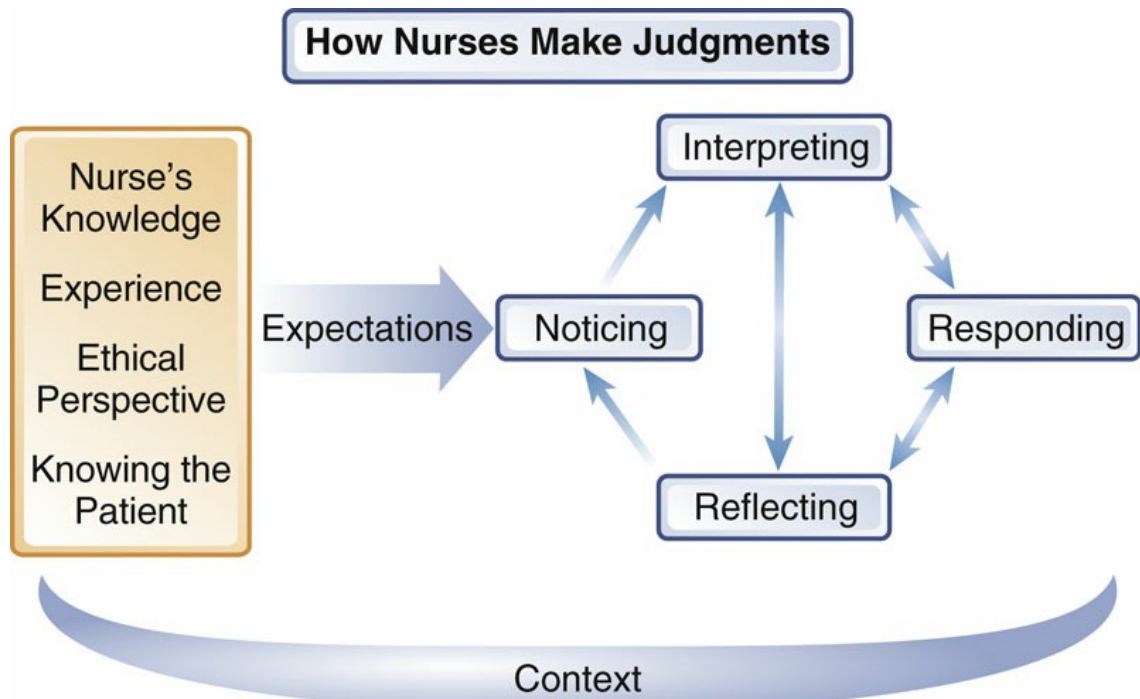 How Nurses Make Judgments
Nurse’s
Knowledge
Experience
Ethical
Perspective
Knowing the
Patient
Expectations
Noticing
Interpreting
Responding
Reflecting
Context